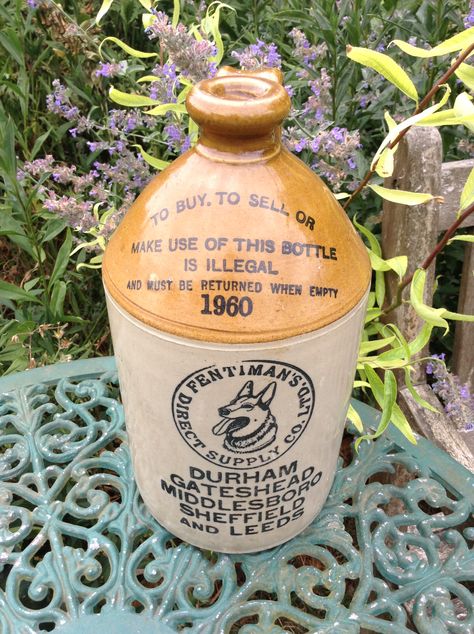 TO BUY. TO SELL OR
MAKE USE OF THIS BOTTLE
IS ILLEGAL
AND MUST BE RETURNED WHEN EMPTY
1960
FENTIMAN'S (N/C)
DIRECT SUPPLY CO.
DURHAM
GATESHEAD
MIDDLESBORO
SHEFFIELD
AND LEEDS